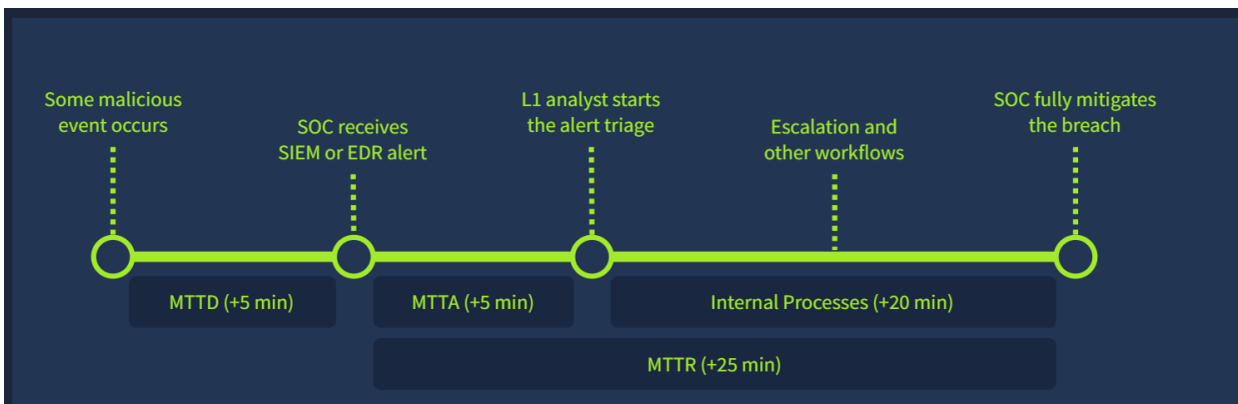 Some malicious
event occurs
SOC receives
SIEM or EDR alert
L1 analyst starts
the alert triage
Escalation and
other workflows
SOC fully mitigates
the breach
MTTD (+5 min)
MTTA (+5 min)
Internal Processes (+20 min)
MTTR (+25 min)